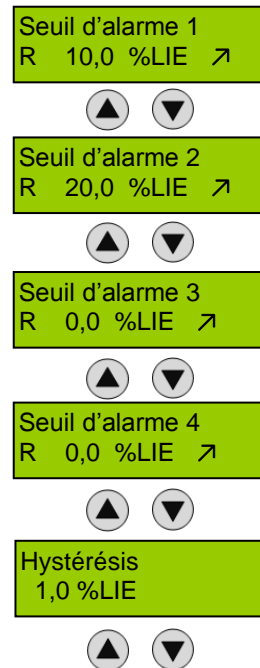 Seuil d'alarme 1
R 10,0 %LIE ↗
Seuil d'alarme 2
R 20,0 %LIE ↗
Seuil d'alarme 3
R 0,0 %LIE ↗
Seuil d'alarme 4
R 0,0 %LIE ↗
Hystérésis
1,0 %LIE